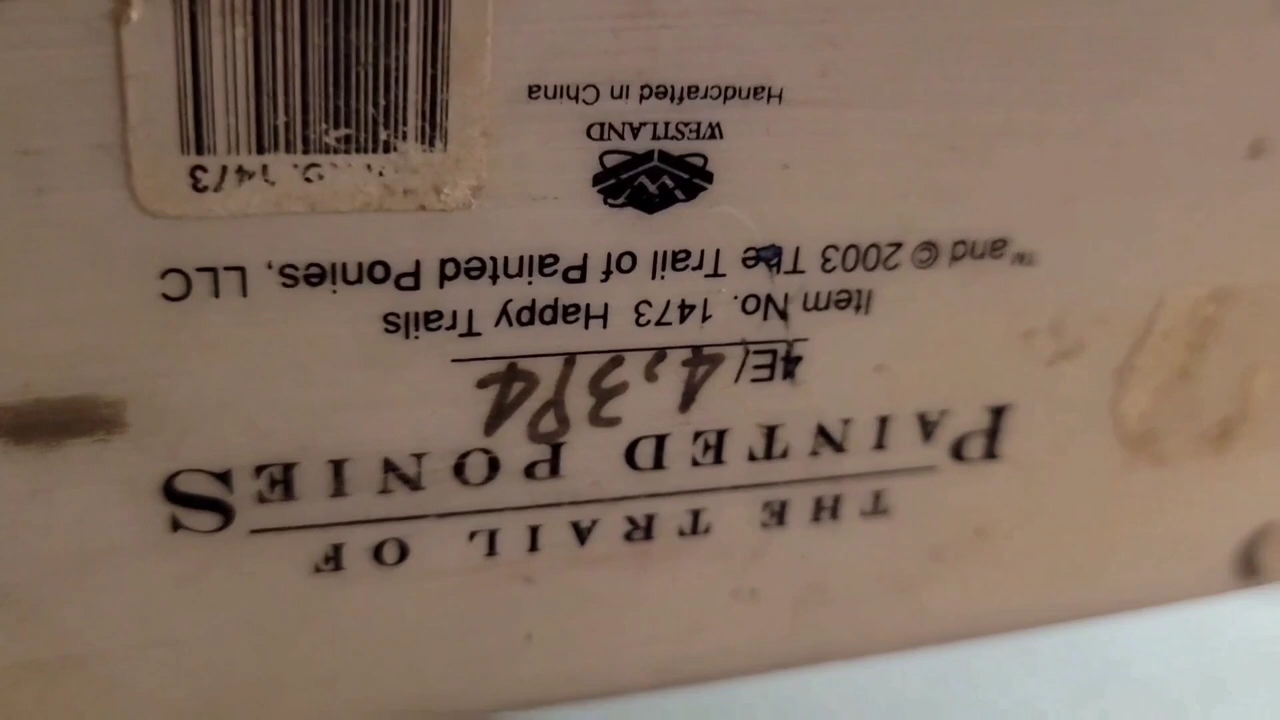 THE TRAIL OF
PAINTED PONIES
4E/4,394
Item No. 1473 Happy Trails
™ and © 2003 The Trail of Painted Ponies, LLC
WESTLAND
Handcrafted in China
1473